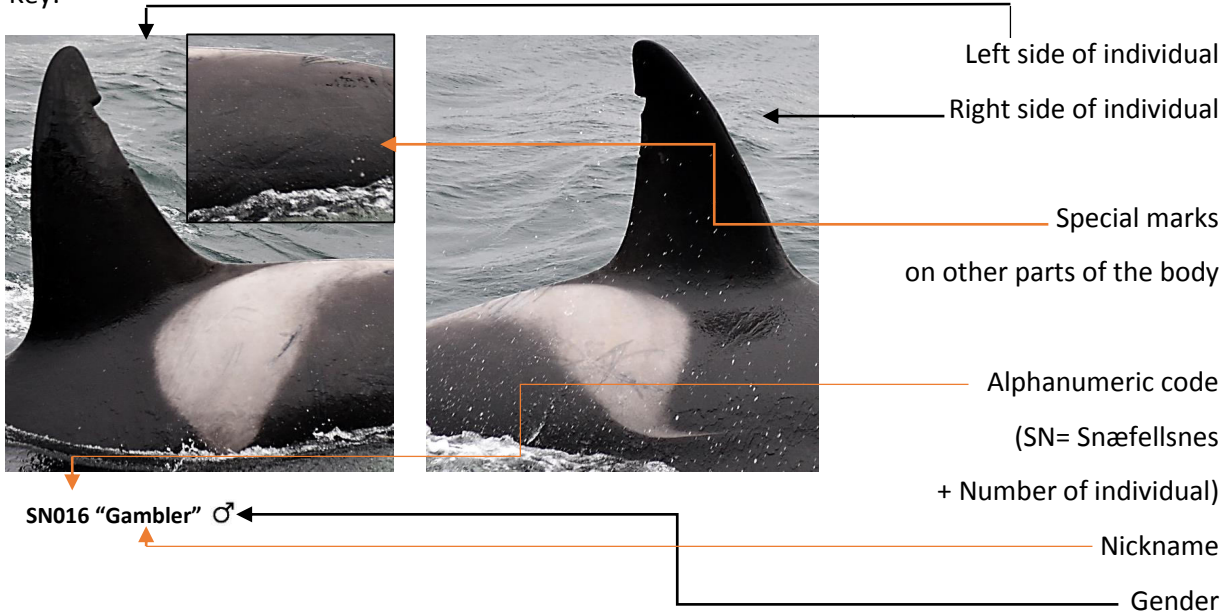 Key:
Left side of individual
Right side of individual
Special marks
on other parts of the body
Alphanumeric code
(SN= Snæfellsnes
+ Number of individual)
SN016 “Gambler” ♂
Nickname
Gender